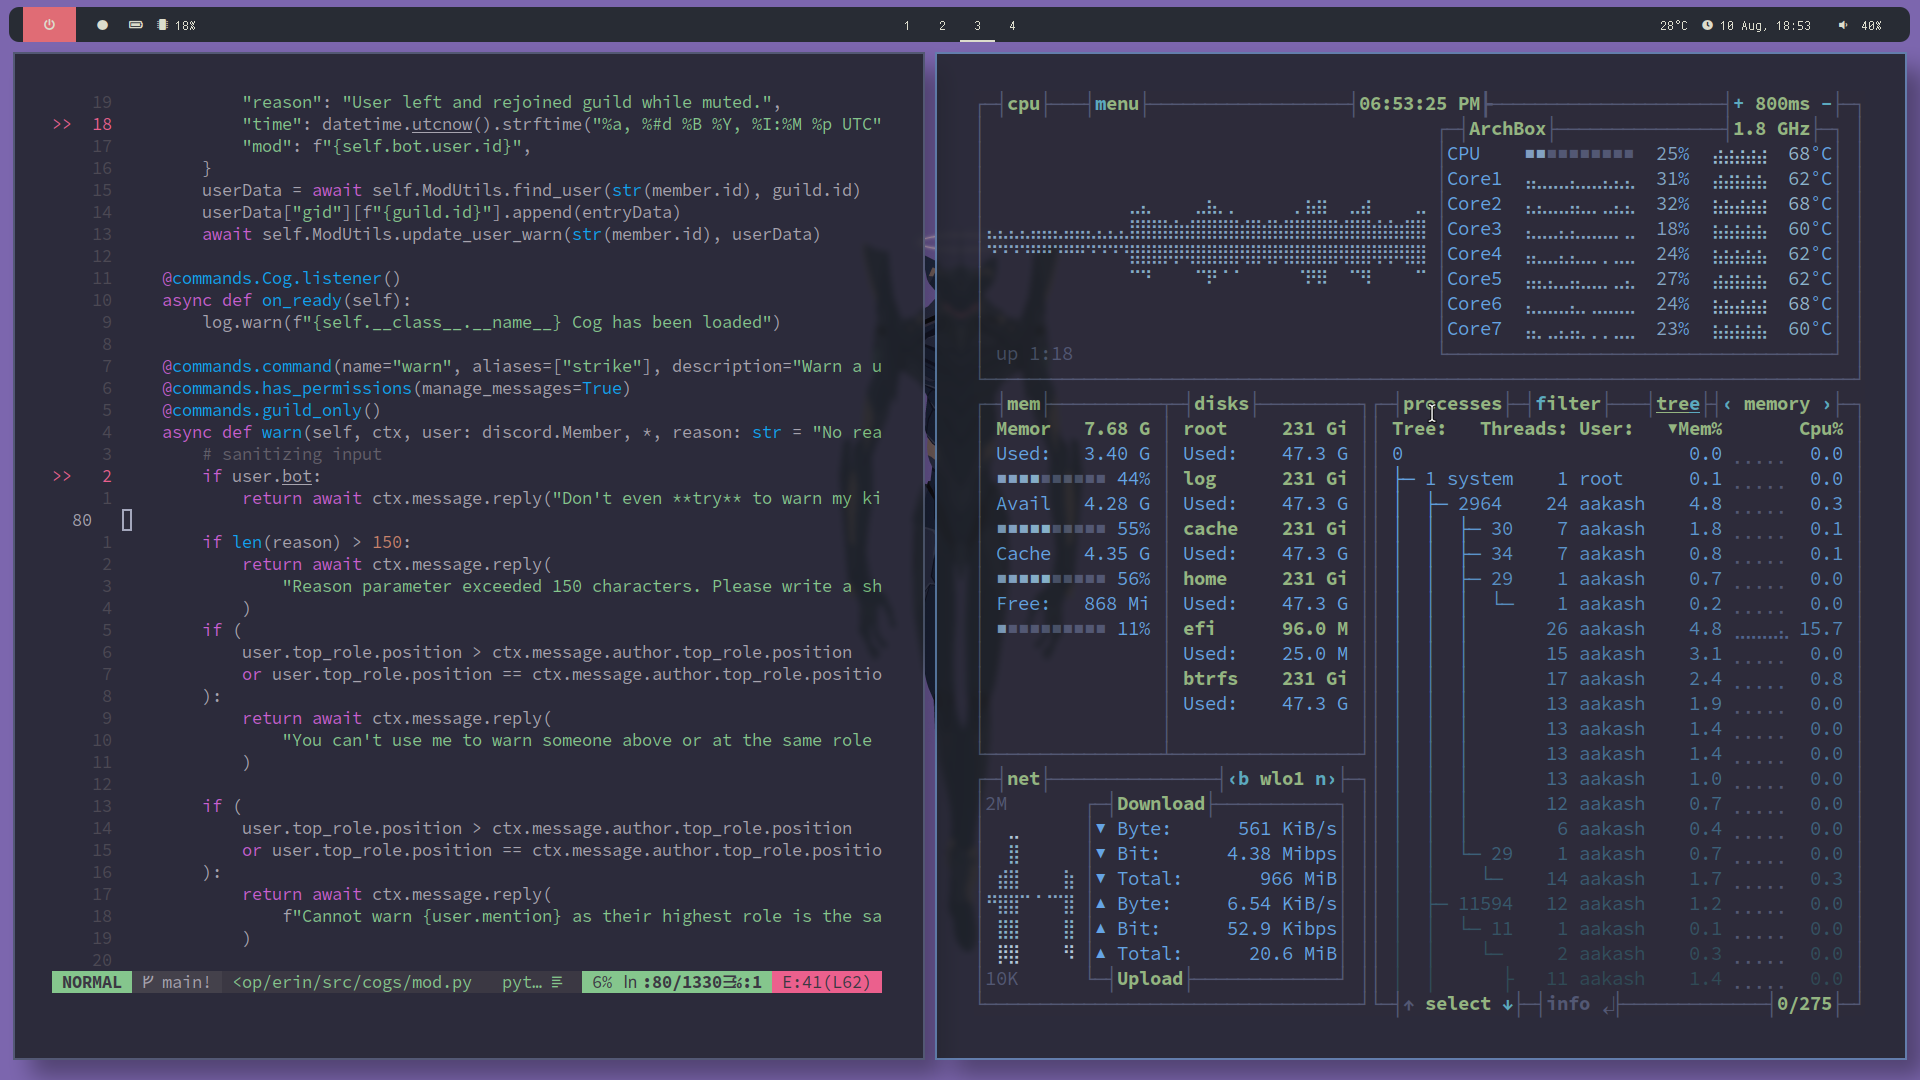 18%
1 2 3 4
28°C 10 Aug, 18:53 40%
19 "reason": "User left and rejoined guild while muted.",
>> 18 "time": datetime.utcnow().strftime("%a, %#d %B %Y, %I:%M %p UTC"
17 "mod": f"{self.bot.user.id}",
16 }
15 userData = await self.ModUtils.find_user(str(member.id), guild.id)
14 userData["gid"][f"{guild.id}"].append(entryData)
13 await self.ModUtils.update_user_warn(str(member.id), userData)
12
11 @commands.Cog.listener()
10 async def on_ready(self):
9 log.warn(f"{self.__class__.__name__} Cog has been loaded")
8
7 @commands.command(name="warn", aliases=["strike"], description="Warn a u
6 @commands.has_permissions(manage_messages=True)
5 @commands.guild_only()
4 async def warn(self, ctx, user: discord.Member, *, reason: str = "No rea
3 # sanitizing input
>> 2 if user.bot:
1 return await ctx.message.reply("Don't even **try** to warn my ki
80
1 if len(reason) > 150:
2 return await ctx.message.reply(
3 "Reason parameter exceeded 150 characters. Please write a sh
4 )
5 if (
6 user.top_role.position > ctx.message.author.top_role.position
7 or user.top_role.position == ctx.message.author.top_role.positio
8 ):
9 return await ctx.message.reply(
10 "You can't use me to warn someone above or at the same role
11 )
12
13 if (
14 user.top_role.position > ctx.message.author.top_role.position
15 or user.top_role.position == ctx.message.author.top_role.positio
16 ):
17 return await ctx.message.reply(
18 f"Cannot warn {user.mention} as their highest role is the sa
19 )
20
NORMAL main! <op/erin/src/cogs/mod.py pyt… 6% ln :80/1330 :1 E:41(L62)
cpu menu 06:53:25 PM + 800ms -
ArchBox 1.8 GHz
CPU 25% 68°C
Core1 31% 62°C
Core2 32% 68°C
Core3 18% 60°C
Core4 24% 62°C
Core5 27% 62°C
Core6 24% 68°C
Core7 23% 60°C
up 1:18
mem
Memor 7.68 G
Used: 3.40 G
44%
Avail 4.28 G
55%
Cache 4.35 G
56%
Free: 868 Mi
11%
disks
root 231 Gi
Used: 47.3 G
log 231 Gi
Used: 47.3 G
cache 231 Gi
Used: 47.3 G
home 231 Gi
Used: 47.3 G
efi 96.0 M
Used: 25.0 M
btrfs 231 Gi
Used: 47.3 G
net ‹b wlo1 n›
2M
Download
▼ Byte: 561 KiB/s
▼ Bit: 4.38 Mibps
▼ Total: 966 MiB
▲ Byte: 6.54 KiB/s
▲ Bit: 52.9 Kibps
▲ Total: 20.6 MiB
10K
Upload
processes filter tree ‹ memory ›
Tree: Threads: User: ▼Mem% Cpu%
0 0.0 0.0
1 system 1 root 0.1 0.0
2964 24 aakash 4.8 0.3
30 7 aakash 1.8 0.1
34 7 aakash 0.8 0.1
29 1 aakash 0.7 0.0
1 aakash 0.2 0.0
26 aakash 4.8 15.7
15 aakash 3.1 0.0
17 aakash 2.4 0.8
13 aakash 1.9 0.0
13 aakash 1.4 0.0
13 aakash 1.4 0.0
13 aakash 1.0 0.0
12 aakash 0.7 0.0
6 aakash 0.4 0.0
29 1 aakash 0.7 0.0
14 aakash 1.7 0.3
11594 12 aakash 1.2 0.0
11 1 aakash 0.1 0.0
2 aakash 0.3 0.0
11 aakash 1.4 0.0
↑ select ↓ info ↲ 0/275